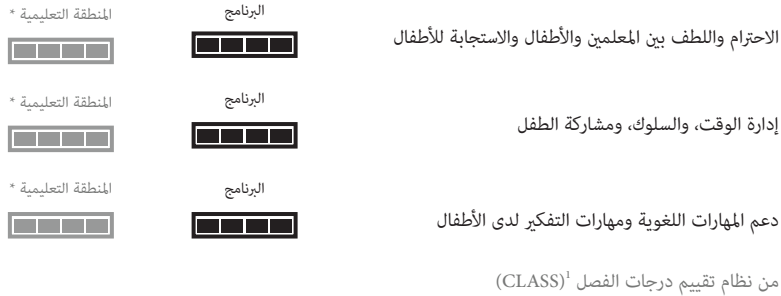 البرنامج المنطقة التعليمية *
الاحترام واللطف بين المعلمين والأطفال والاستجابة للأطفال
البرنامج المنطقة التعليمية *
إدارة الوقت، والسلوك، ومشاركة الطفل
البرنامج المنطقة التعليمية *
دعم المهارات اللغوية ومهارات التفكير لدى الأطفال
من نظام تقييم درجات الفصل (CLASS)¹